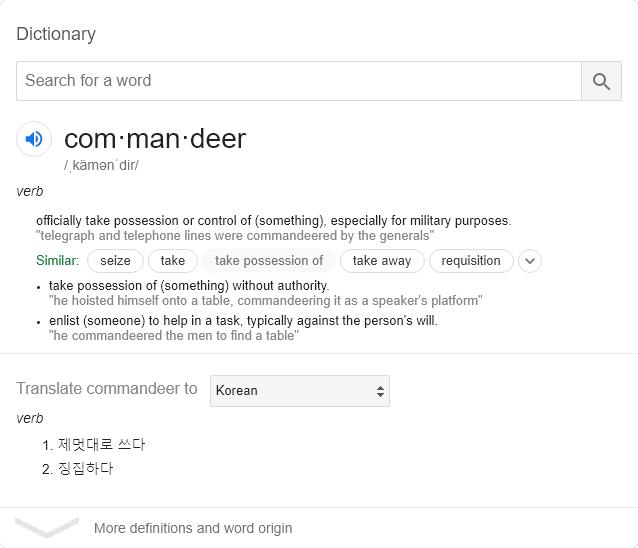 Dictionary
Search for a word
com·man·deer
/ˌkämənˈdir/
verb
officially take possession or control of (something), especially for military purposes.
"telegraph and telephone lines were commandeered by the generals"
Similar: seize take take possession of take away requisition
• take possession of (something) without authority.
"he hoisted himself onto a table, commandeering it as a speaker's platform"
• enlist (someone) to help in a task, typically against the person's will.
"he commandeered the men to find a table"
Translate commandeer to Korean
verb
1. 제멋대로 쓰다
2. 징집하다
More definitions and word origin